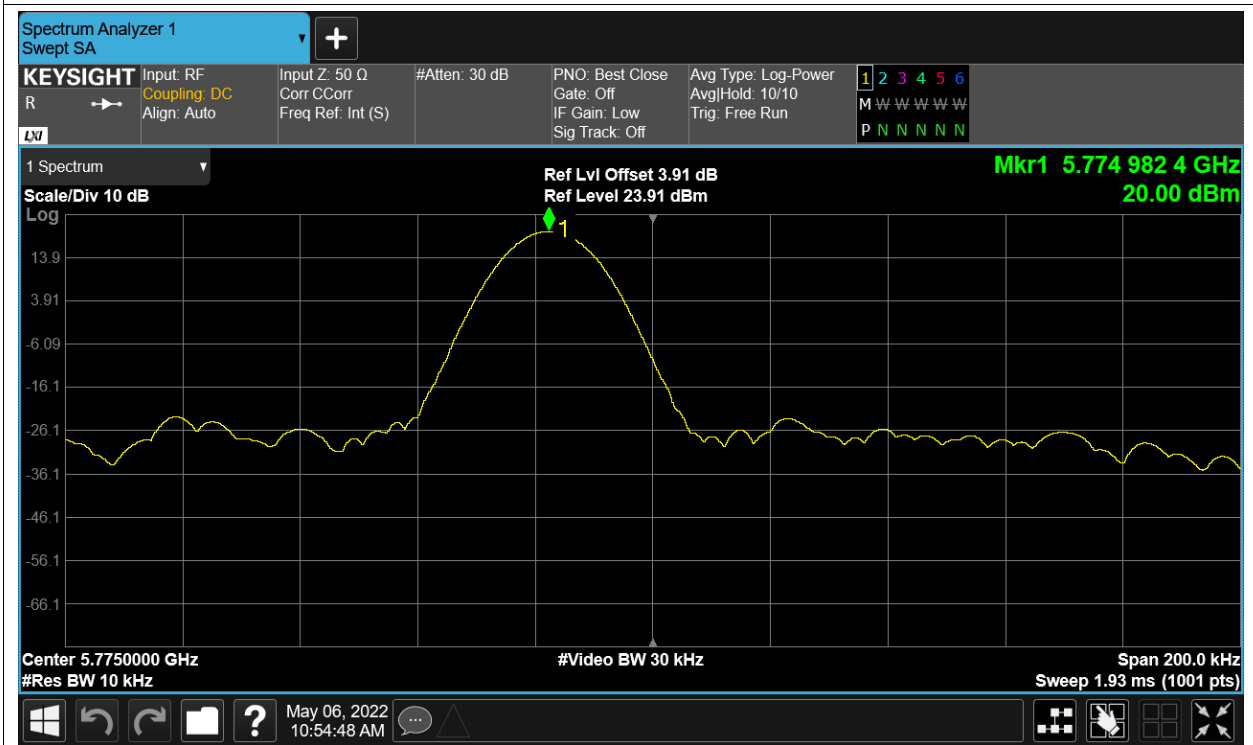 Spectrum Analyzer 1
Swept SA
KEYSIGHT
R
LXI
Input: RF
Coupling: DC
Align: Auto
Input Z: 50 Ω
Corr CCorr
Freq Ref: Int (S)
#Atten: 30 dB
PNO: Best Close
Gate: Off
IF Gain: Low
Sig Track: Off
Avg Type: Log-Power
Avg|Hold: 10/10
Trig: Free Run
1 2 3 4 5 6
M W W W W W W
P N N N N N N
1 Spectrum
Scale/Div 10 dB
Log
Ref Lvl Offset 3.91 dB
Ref Level 23.91 dBm
Mkr1 5.774 982 4 GHz
20.00 dBm
1
13.9
3.91
-6.09
-16.1
-26.1
-36.1
-46.1
-56.1
-66.1
Center 5.7750000 GHz
#Video BW 30 kHz
Span 200.0 kHz
#Res BW 10 kHz
Sweep 1.93 ms (1001 pts)
?
May 06, 2022
10:54:48 AM